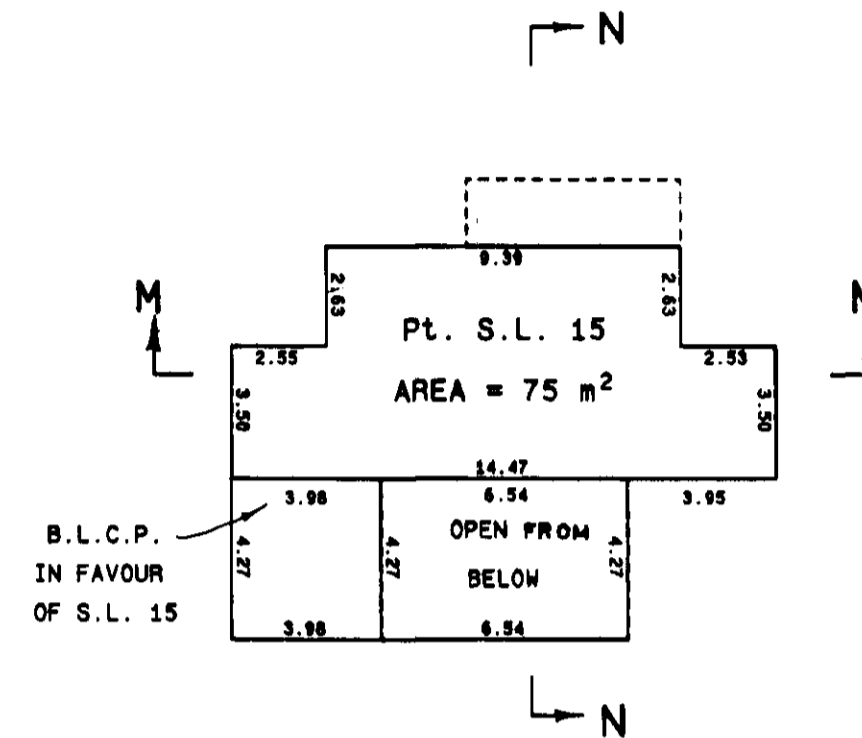 N
9.39
M
2.63
2.63
Pt. S.L. 15
2.55
2.53
AREA = 75 m²
3.50
3.50
14.47
3.98
6.54
3.95
B.L.C.P.
IN FAVOUR
OF S.L. 15
4.27
4.27
OPEN FROM
BELOW
4.27
3.98
6.54
N